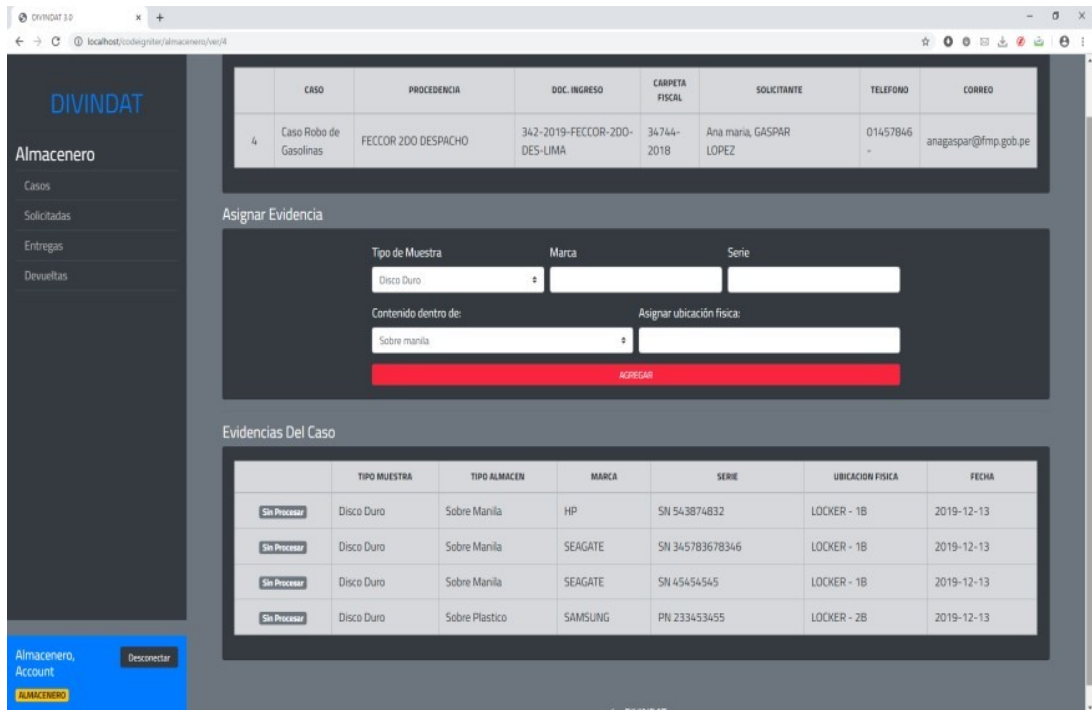 DIVINDAT 3.0
localhost/codeigniter/almacenero/ver/4
DIVINDAT
Almacenero
Casos
Solicitadas
Entregas
Devueltas
CASO PROCEDENCIA DOC. INGRESO CARPETA FISCAL SOLICITANTE TELEFONO CORREO
4 Caso Robo de Gasolinas FECCOR 2DO DESPACHO 342-2019-FECCOR-2DO-DES-LIMA 34744-2018 Ana maria, GASPAR LOPEZ 01457846- anagaspar@fmp.gob.pe
Asignar Evidencia
Tipo de Muestra Marca Serie
Disco Duro
Contenido dentro de: Asignar ubicación física:
Sobre manila
AGREGAR
Evidencias Del Caso
TIPO MUESTRA TIPO ALMACEN MARCA SERIE UBICACION FISICA FECHA
Sin Procesar Disco Duro Sobre Manila HP SN 543874832 LOCKER - 1B 2019-12-13
Sin Procesar Disco Duro Sobre Manila SEAGATE SN 345783678346 LOCKER - 1B 2019-12-13
Sin Procesar Disco Duro Sobre Manila SEAGATE SN 45454545 LOCKER - 1B 2019-12-13
Sin Procesar Disco Duro Sobre Plastico SAMSUNG PN 233453455 LOCKER - 2B 2019-12-13
Almacenero, Account
Desconectar
ALMACENERO